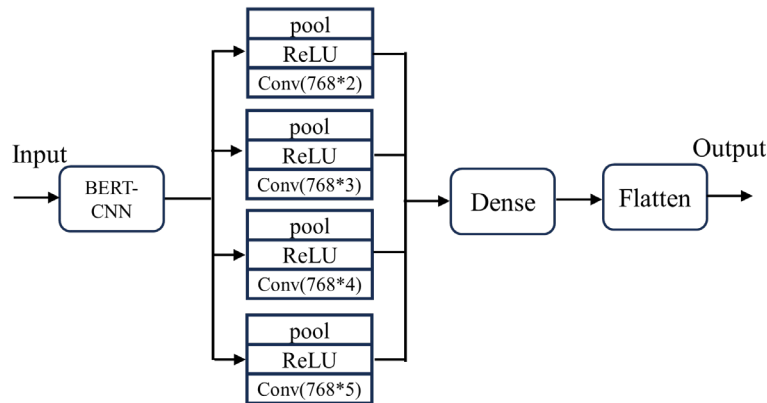 Input
BERT-
CNN
pool
ReLU
Conv(768*2)
pool
ReLU
Conv(768*3)
pool
ReLU
Conv(768*4)
pool
ReLU
Conv(768*5)
Dense
Flatten
Output